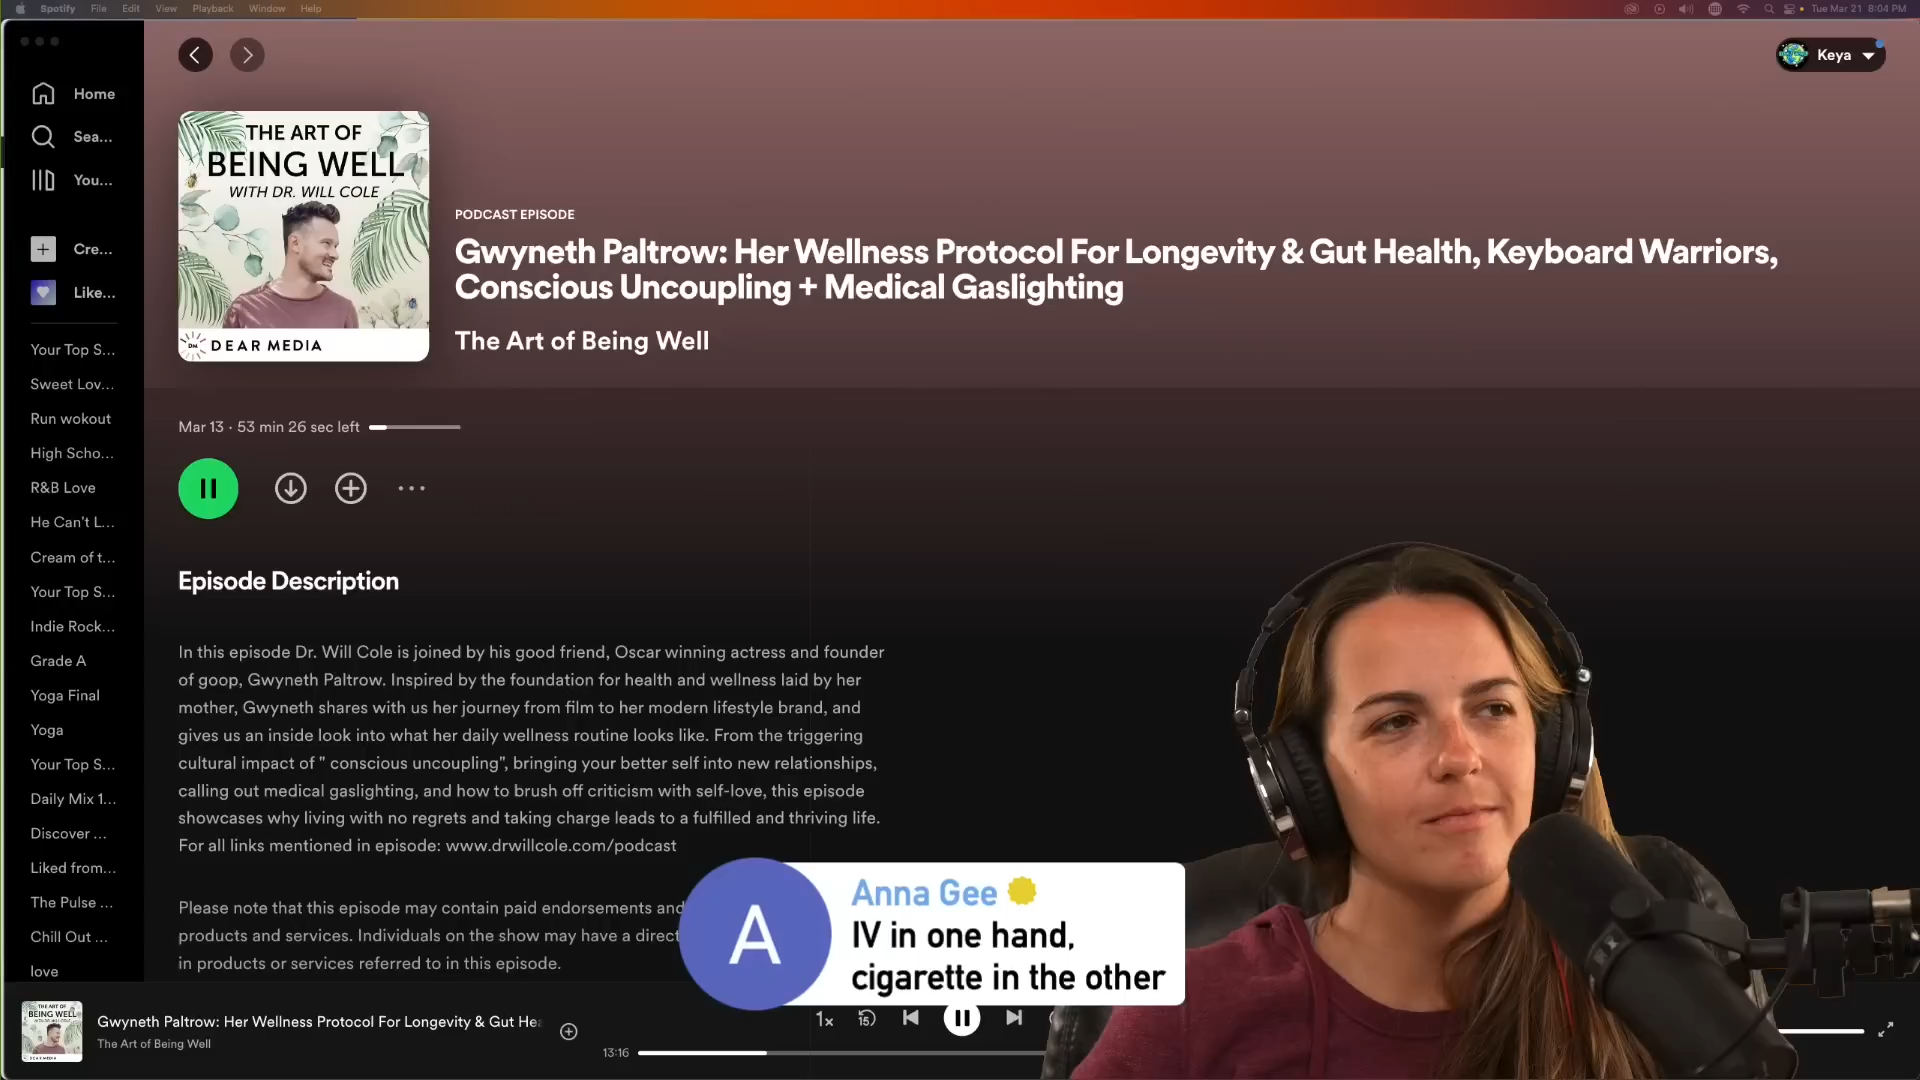 Spotify File Edit View Playback Window Help
Tue Mar 21 8:04 PM
Home
Sea...
You...
Cre...
Like...
Your Top S...
Sweet Lov...
Run wokout
High Scho...
R&B Love
He Can't L...
Cream of t...
Your Top S...
Indie Rock...
Grade A
Yoga Final
Yoga
Your Top S...
Daily Mix 1...
Discover ...
Liked from...
The Pulse ...
Chill Out ...
love
Keya
THE ART OF
BEING WELL
WITH DR. WILL COLE
DM
DEAR MEDIA
PODCAST EPISODE
Gwyneth Paltrow: Her Wellness Protocol For Longevity & Gut Health, Keyboard Warriors,
Conscious Uncoupling + Medical Gaslighting
The Art of Being Well
Mar 13 · 53 min 26 sec left
Episode Description
In this episode Dr. Will Cole is joined by his good friend, Oscar winning actress and founder
of goop, Gwyneth Paltrow. Inspired by the foundation for health and wellness laid by her
mother, Gwyneth shares with us her journey from film to her modern lifestyle brand, and
gives us an inside look into what her daily wellness routine looks like. From the triggering
cultural impact of " conscious uncoupling", bringing your better self into new relationships,
calling out medical gaslighting, and how to brush off criticism with self-love, this episode
showcases why living with no regrets and taking charge leads to a fulfilled and thriving life.
For all links mentioned in episode: www.drwillcole.com/podcast
Please note that this episode may contain paid endorsements and
products and services. Individuals on the show may have a direct
in products or services referred to in this episode.
A
Anna Gee
IV in one hand,
cigarette in the other
THE ART OF
BEING WELL
DEAR MEDIA
Gwyneth Paltrow: Her Wellness Protocol For Longevity & Gut Hea
The Art of Being Well
1x
15
13:16